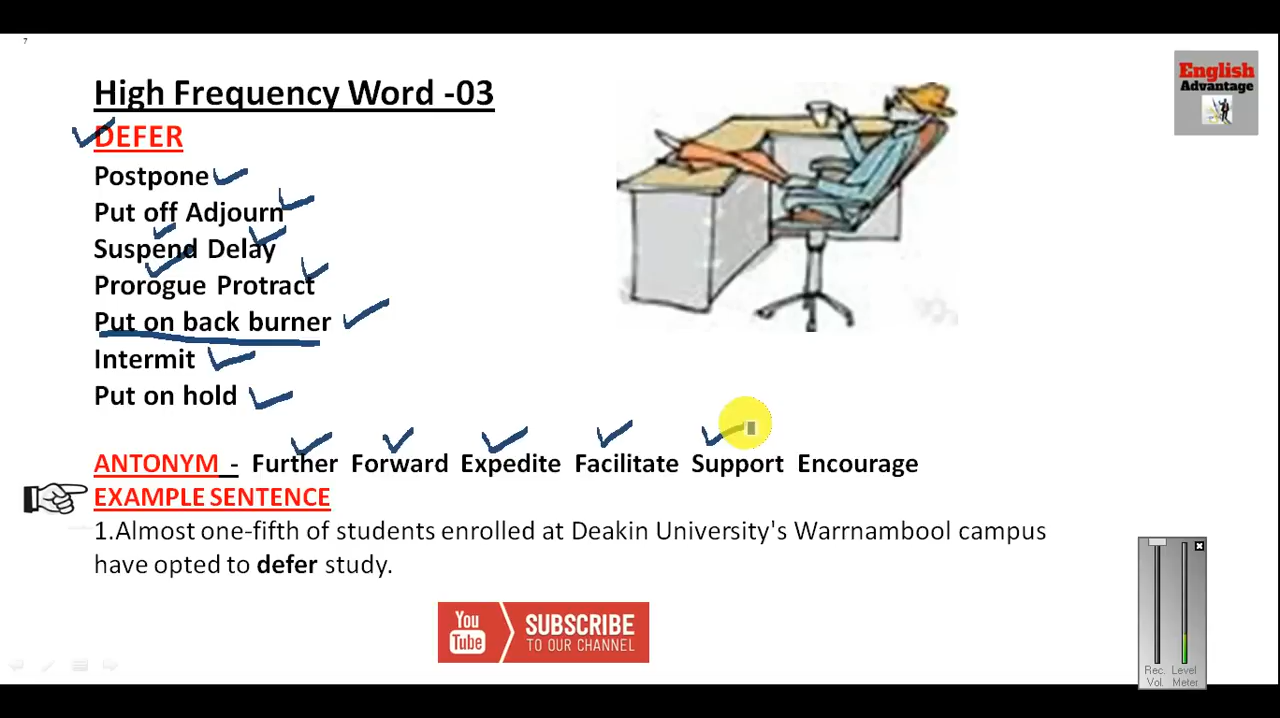 7
High Frequency Word -03
English
Advantage
DEFER
Postpone
Put off Adjourn
Suspend Delay
Prorogue Protract
Put on back burner
Intermit
Put on hold
ANTONYM - Further Forward Expedite Facilitate Support Encourage
EXAMPLE SENTENCE
1.Almost one-fifth of students enrolled at Deakin University's Warrnambool campus
have opted to defer study.
You
Tube
SUBSCRIBE
TO OUR CHANNEL
Rec. Level
Vol. Meter